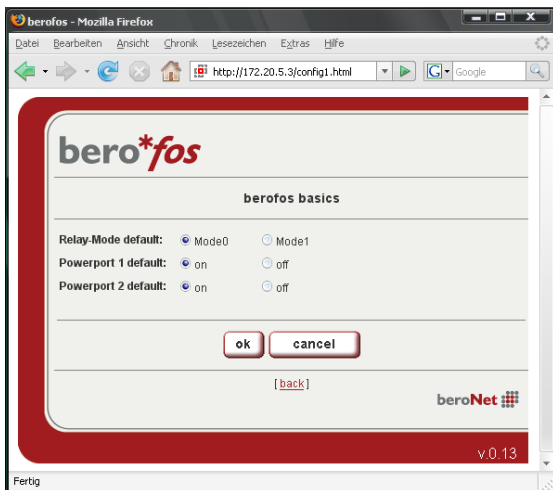 berofos - Mozilla Firefox
Datei Bearbeiten Ansicht Chronik Lesezeichen Extras Hilfe
http://172.20.5.3/config1.html G Google
bero*fos
berofos basics
Relay-Mode default: Mode0 Mode1
Powerport 1 default: on off
Powerport 2 default: on off
ok cancel
[back]
beroNet
v.0.13
Fertig